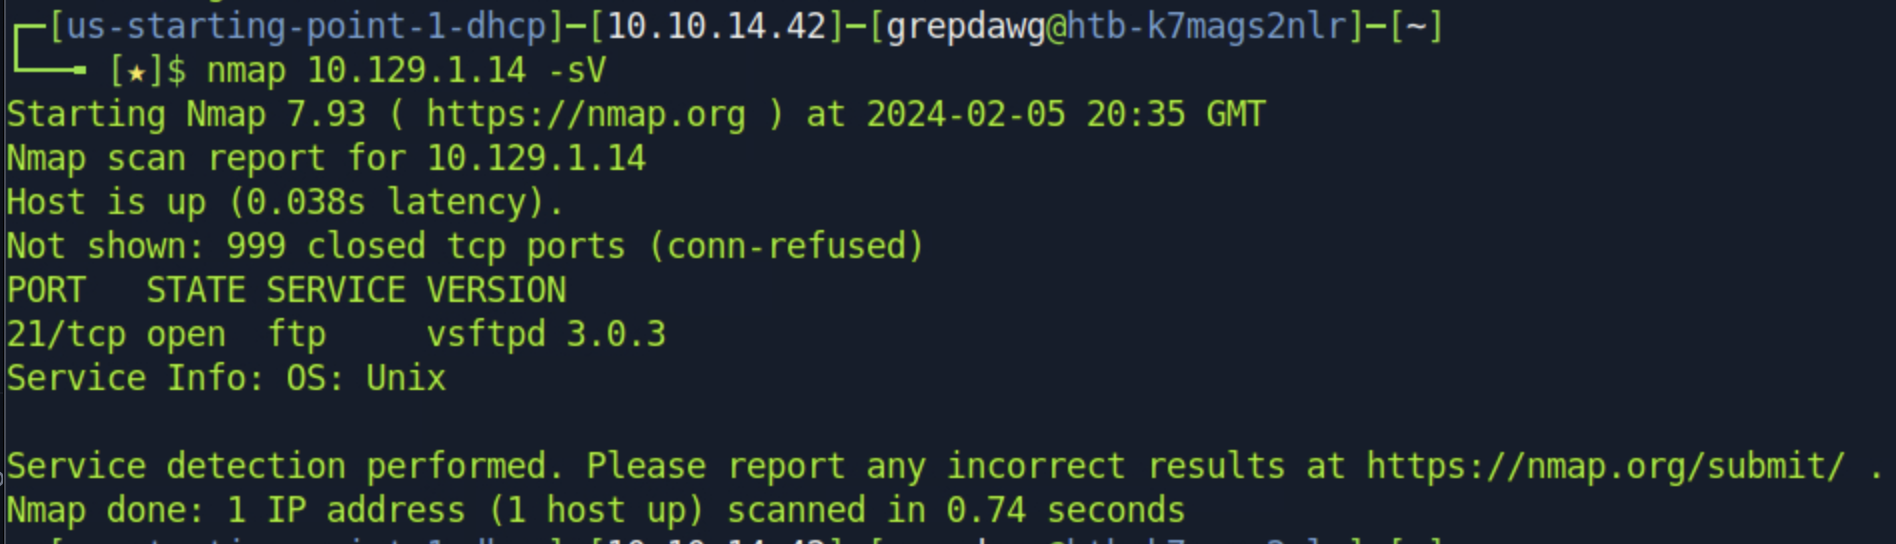 ┌─[us-starting-point-1-dhcp]─[10.10.14.42]─[grepdawg@htb-k7mags2nlr]─[~]
└──╼ [★]$ nmap 10.129.1.14 -sV
Starting Nmap 7.93 ( https://nmap.org ) at 2024-02-05 20:35 GMT
Nmap scan report for 10.129.1.14
Host is up (0.038s latency).
Not shown: 999 closed tcp ports (conn-refused)
PORT   STATE SERVICE VERSION
21/tcp open  ftp     vsftpd 3.0.3
Service Info: OS: Unix

Service detection performed. Please report any incorrect results at https://nmap.org/submit/ .
Nmap done: 1 IP address (1 host up) scanned in 0.74 seconds